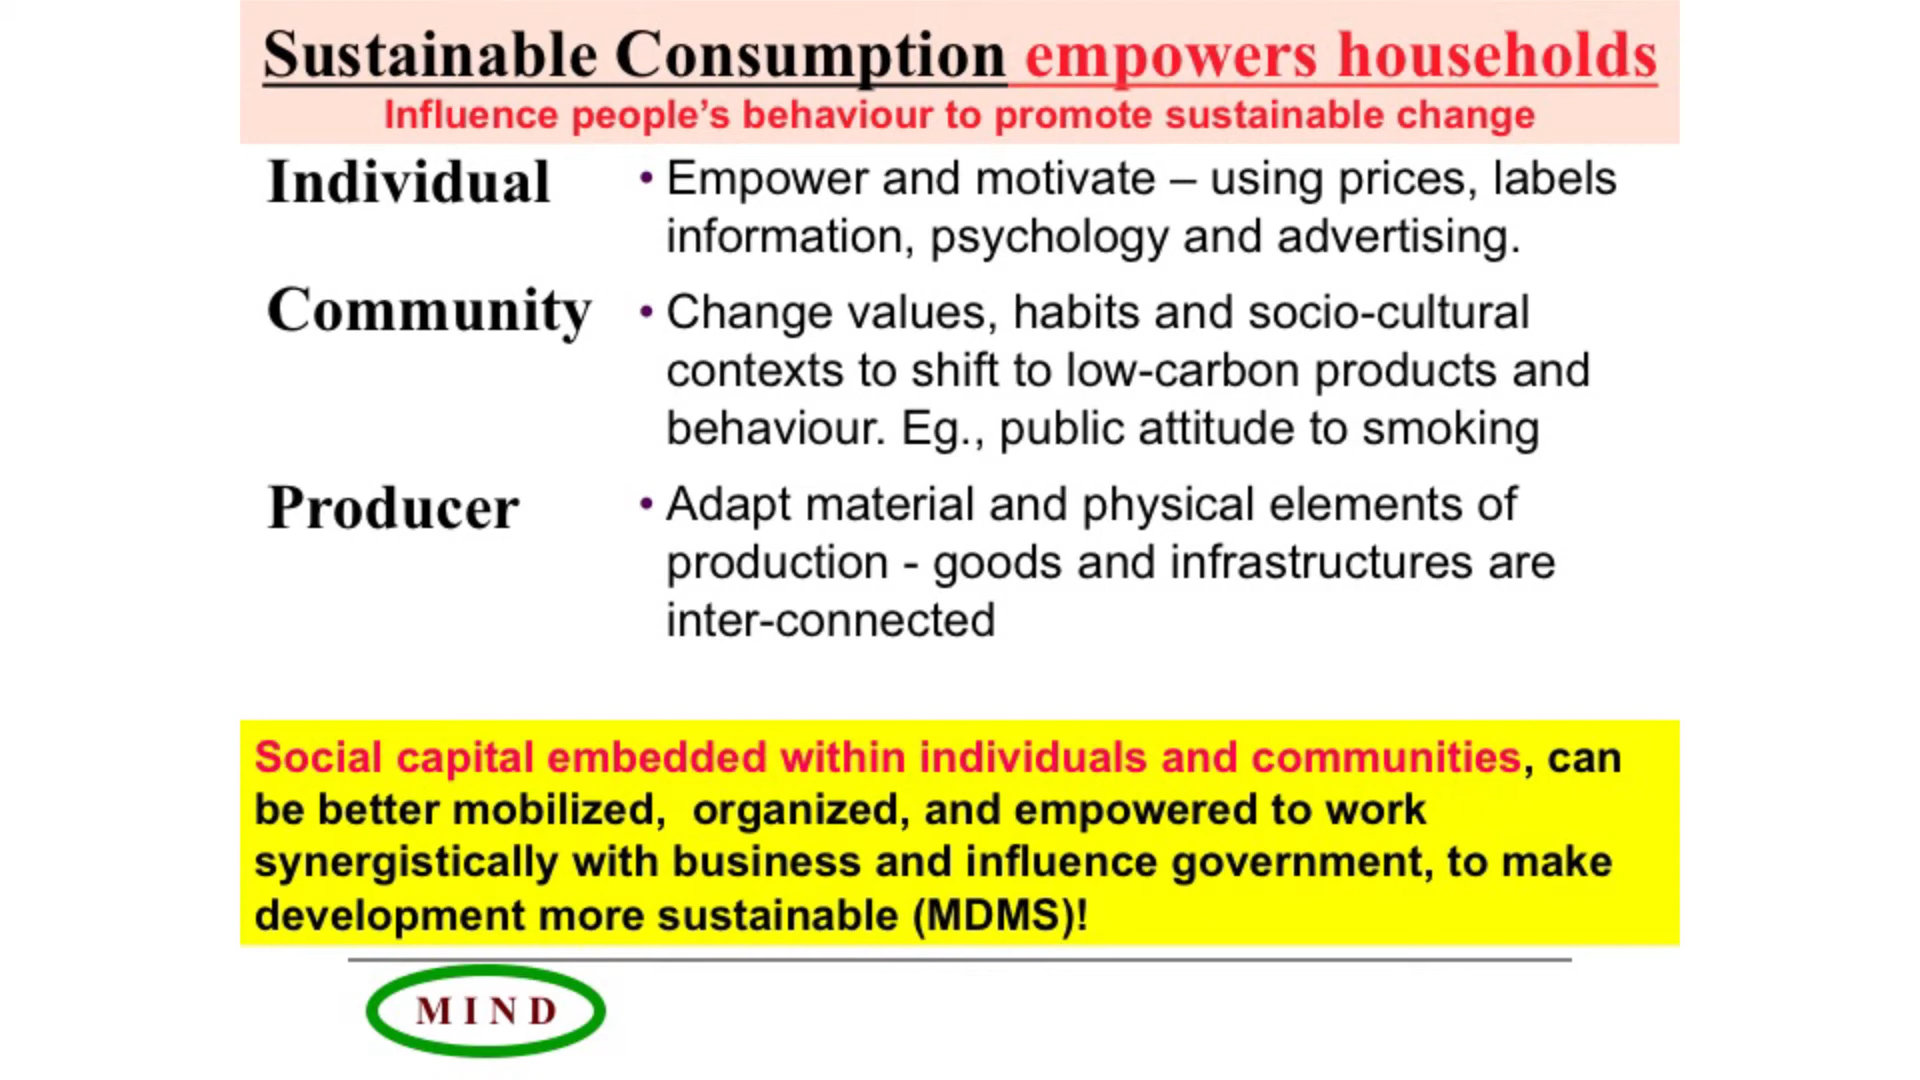 Sustainable Consumption empowers households
Influence people’s behaviour to promote sustainable change
Individual
• Empower and motivate – using prices, labels
information, psychology and advertising.
Community
• Change values, habits and socio-cultural
contexts to shift to low-carbon products and
behaviour. Eg., public attitude to smoking
Producer
• Adapt material and physical elements of
production - goods and infrastructures are
inter-connected
Social capital embedded within individuals and communities, can
be better mobilized,  organized, and empowered to work
synergistically with business and influence government, to make
development more sustainable (MDMS)!
M I N D